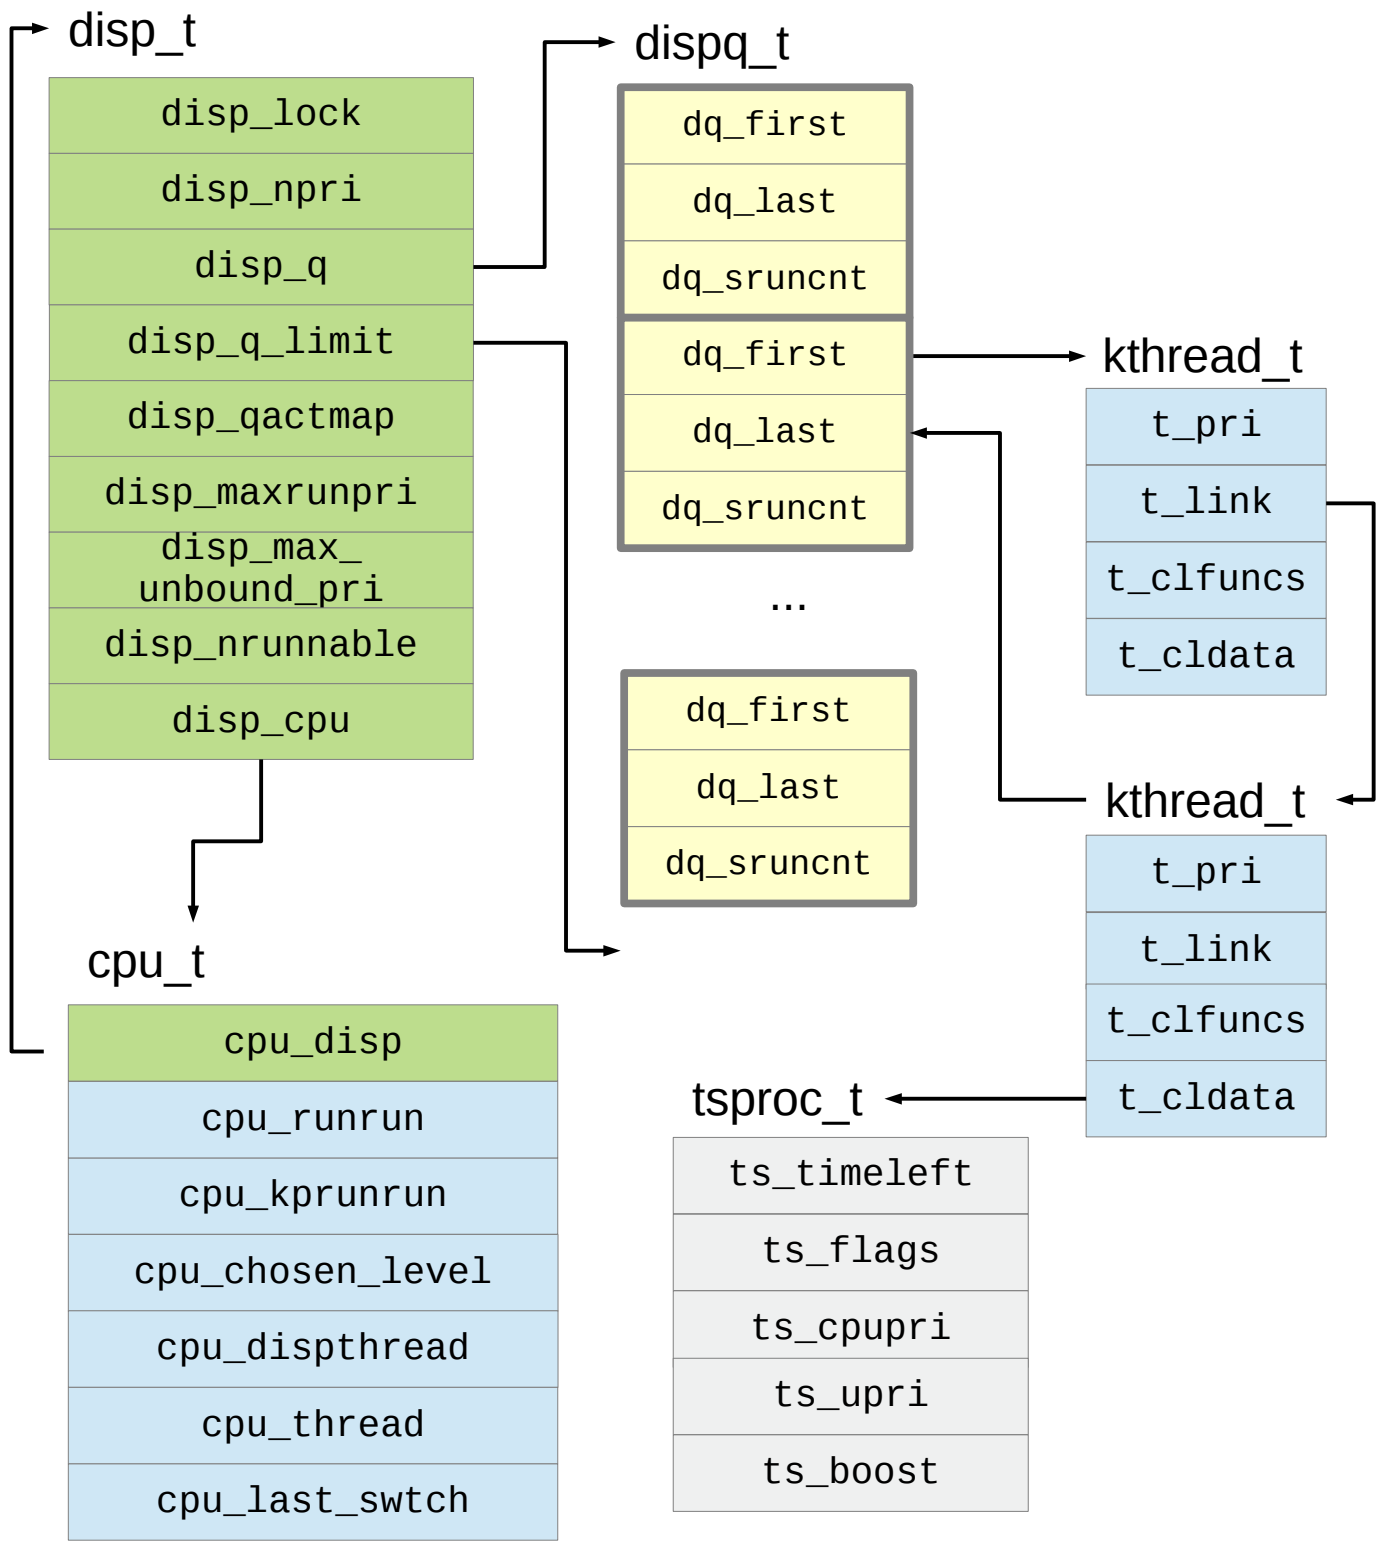 disp_t
disp_lock
disp_npri
disp_q
disp_q_limit
disp_qactmap
disp_maxrunpri
disp_max_
unbound_pri
disp_nrunnable
disp_cpu
dispq_t
dq_first
dq_last
dq_sruncnt
dq_first
dq_last
dq_sruncnt
...
dq_first
dq_last
dq_sruncnt
kthread_t
t_pri
t_link
t_clfuncs
t_cldata
kthread_t
t_pri
t_link
t_clfuncs
t_cldata
cpu_t
cpu_disp
cpu_runrun
cpu_kprunrun
cpu_chosen_level
cpu_dispthread
cpu_thread
cpu_last_swtch
tsproc_t
ts_timeleft
ts_flags
ts_cpupri
ts_upri
ts_boost